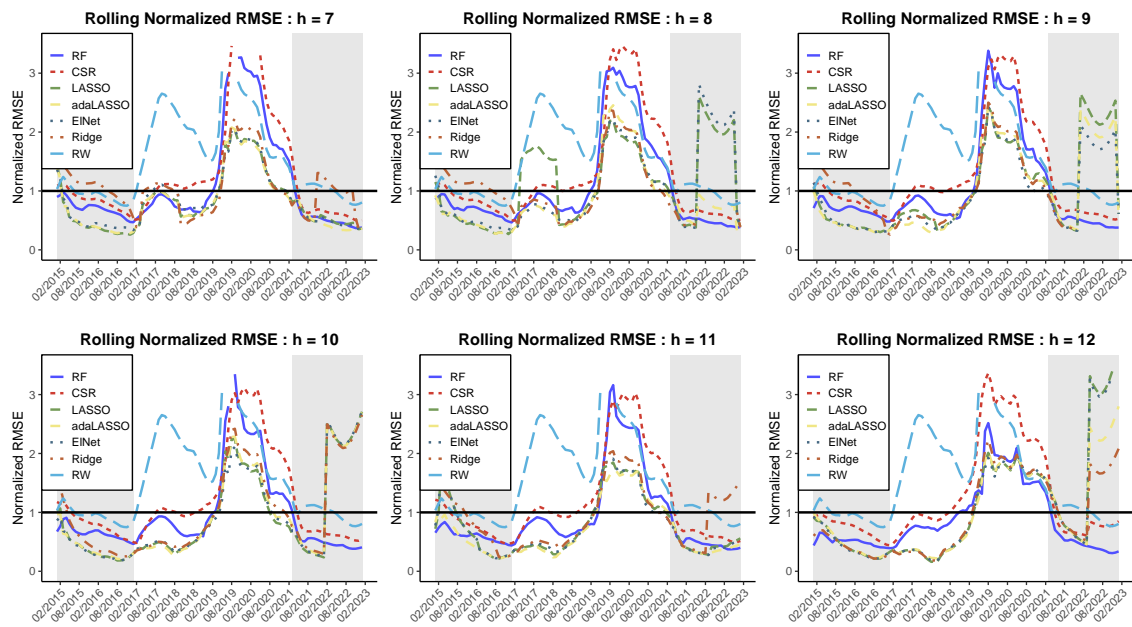 Rolling Normalized RMSE : h = 7
Normalized RMSE
3
2
1
0
RF
CSR
LASSO
adaLASSO
ElNet
Ridge
RW
02/2015
08/2015
02/2016
08/2016
02/2017
08/2017
02/2018
08/2018
02/2019
08/2019
02/2020
08/2020
02/2021
08/2021
02/2022
08/2022
02/2023
Rolling Normalized RMSE : h = 8
Normalized RMSE
3
2
1
0
RF
CSR
LASSO
adaLASSO
ElNet
Ridge
RW
02/2015
08/2015
02/2016
08/2016
02/2017
08/2017
02/2018
08/2018
02/2019
08/2019
02/2020
08/2020
02/2021
08/2021
02/2022
08/2022
02/2023
Rolling Normalized RMSE : h = 9
Normalized RMSE
3
2
1
0
RF
CSR
LASSO
adaLASSO
ElNet
Ridge
RW
02/2015
08/2015
02/2016
08/2016
02/2017
08/2017
02/2018
08/2018
02/2019
08/2019
02/2020
08/2020
02/2021
08/2021
02/2022
08/2022
02/2023
Rolling Normalized RMSE : h = 10
Normalized RMSE
3
2
1
0
RF
CSR
LASSO
adaLASSO
ElNet
Ridge
RW
02/2015
08/2015
02/2016
08/2016
02/2017
08/2017
02/2018
08/2018
02/2019
08/2019
02/2020
08/2020
02/2021
08/2021
02/2022
08/2022
02/2023
Rolling Normalized RMSE : h = 11
Normalized RMSE
3
2
1
0
RF
CSR
LASSO
adaLASSO
ElNet
Ridge
RW
02/2015
08/2015
02/2016
08/2016
02/2017
08/2017
02/2018
08/2018
02/2019
08/2019
02/2020
08/2020
02/2021
08/2021
02/2022
08/2022
02/2023
Rolling Normalized RMSE : h = 12
Normalized RMSE
3
2
1
0
RF
CSR
LASSO
adaLASSO
ElNet
Ridge
RW
02/2015
08/2015
02/2016
08/2016
02/2017
08/2017
02/2018
08/2018
02/2019
08/2019
02/2020
08/2020
02/2021
08/2021
02/2022
08/2022
02/2023